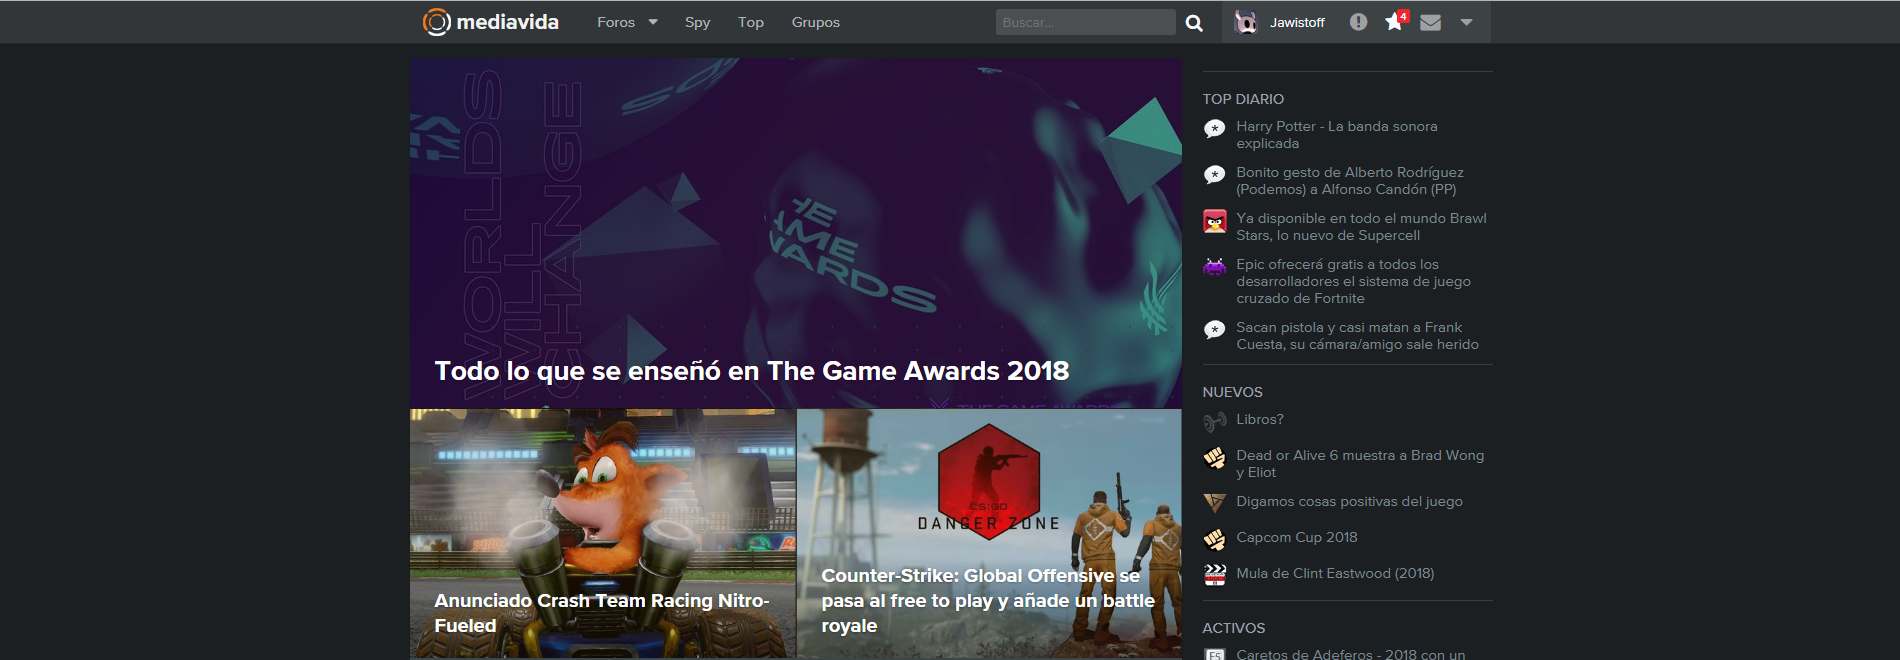 mediavida
Foros
Spy
Top
Grupos
Buscar...
Jawistoff
4
WORLDS
WILL
CHANGE
THE
GAME
AWARDS
Todo lo que se enseñó en The Game Awards 2018
THE GAME AWARDS
CS:GO
DANGER ZONE
Anunciado Crash Team Racing Nitro-
Fueled
Counter-Strike: Global Offensive se
pasa al free to play y añade un battle
royale
TOP DIARIO
Harry Potter - La banda sonora
explicada
Bonito gesto de Alberto Rodríguez
(Podemos) a Alfonso Candón (PP)
Ya disponible en todo el mundo Brawl
Stars, lo nuevo de Supercell
Epic ofrecerá gratis a todos los
desarrolladores el sistema de juego
cruzado de Fortnite
Sacan pistola y casi matan a Frank
Cuesta, su cámara/amigo sale herido
NUEVOS
Libros?
Dead or Alive 6 muestra a Brad Wong
y Eliot
Digamos cosas positivas del juego
Capcom Cup 2018
Mula de Clint Eastwood (2018)
ACTIVOS
F5
Caretos de Adeferos - 2018 con un